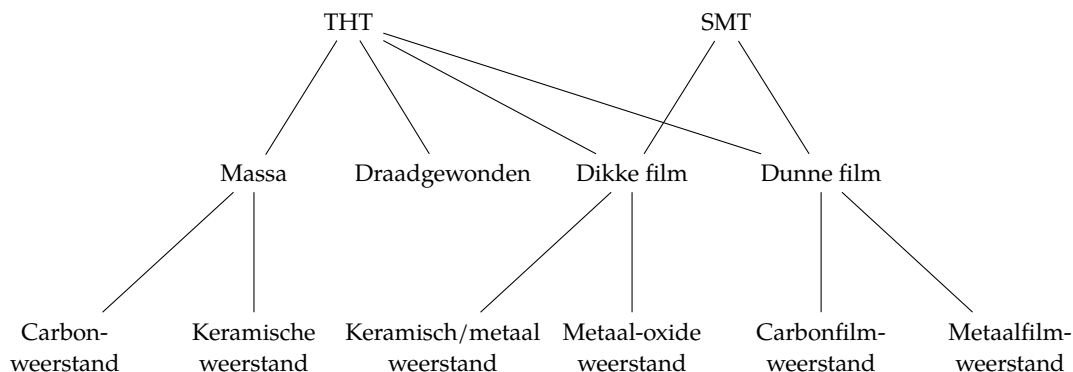 THT SMT
Massa Draadgewonden Dikke film Dunne film
Carbon- Keramische Keramisch/metaal Metaal-oxide Carbonfilm- Metaalfilm-
weerstand weerstand weerstand weerstand weerstand weerstand